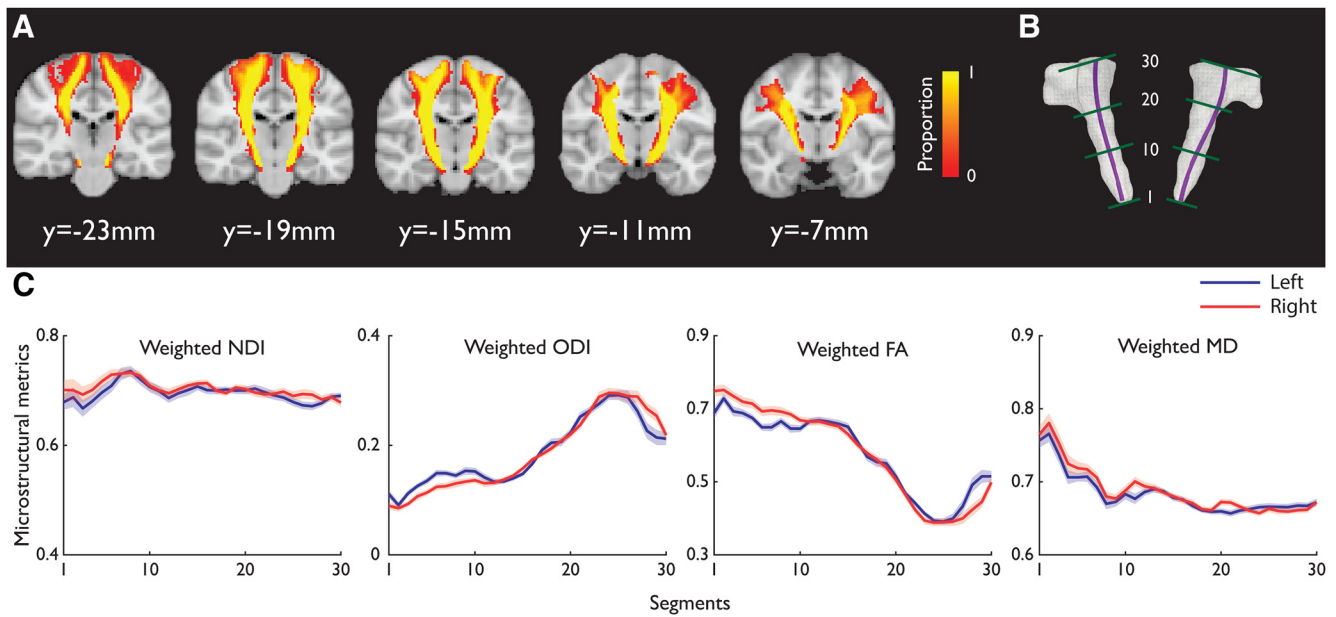 A
B
1
Proportion
0
30
20
10
1
y=-23mm
y=-19mm
y=-15mm
y=-11mm
y=-7mm
C
Left
Right
Microstructural metrics
Weighted NDI
0.8
0.6
0.4
1 10 20 30
Weighted ODI
0.4
0.2
0
1 10 20 30
Weighted FA
0.9
0.7
0.5
0.3
1 10 20 30
Weighted MD
0.9
0.8
0.7
0.6
1 10 20 30
Segments